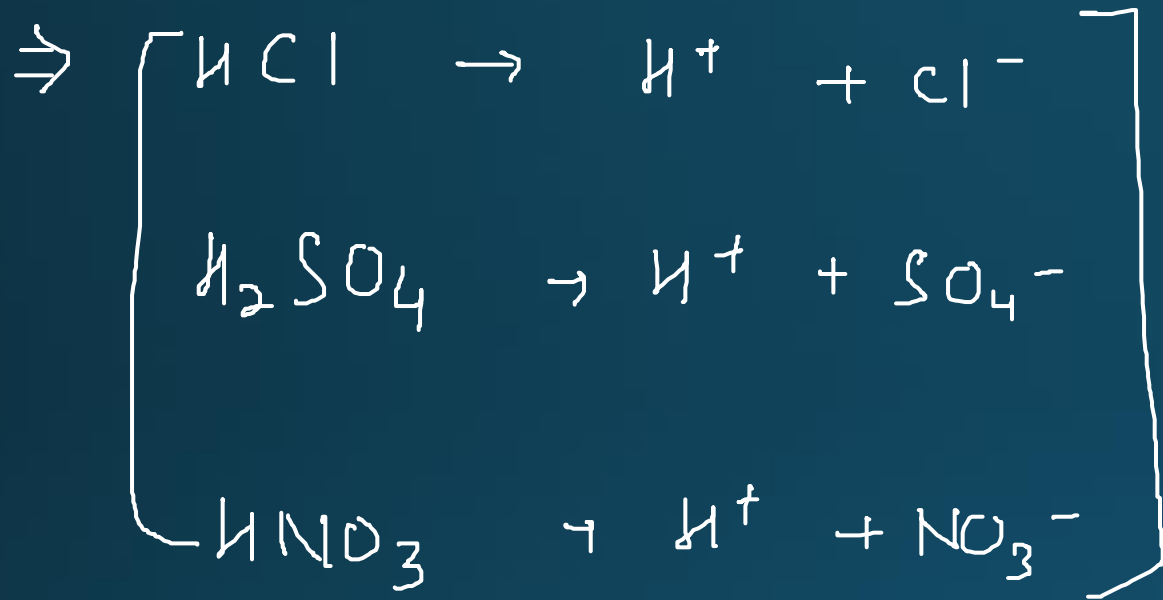 ⇒ [ HCl → H⁺ + Cl⁻ ]
H₂SO₄ → H⁺ + SO₄⁻
HNO₃ → H⁺ + NO₃⁻